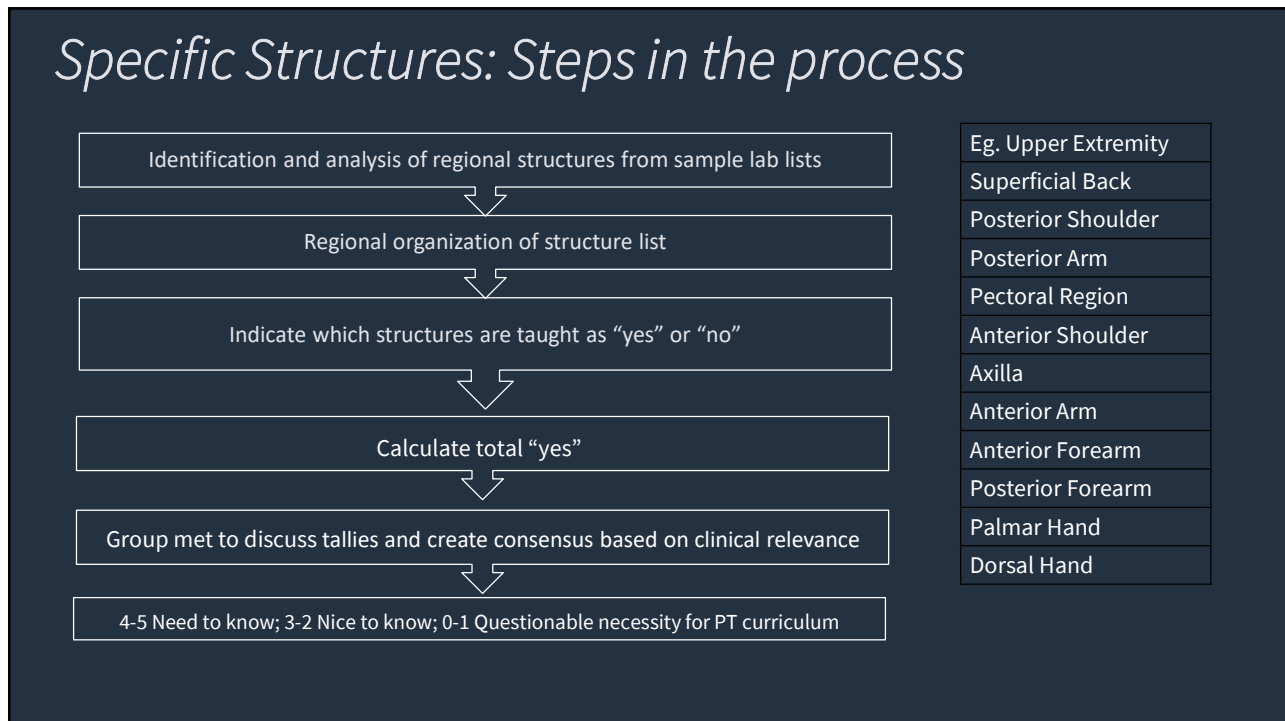 Specific Structures: Steps in the process
Identification and analysis of regional structures from sample lab lists
Regional organization of structure list
Indicate which structures are taught as “yes” or “no”
Calculate total “yes”
Group met to discuss tallies and create consensus based on clinical relevance
4-5 Need to know; 3-2 Nice to know; 0-1 Questionable necessity for PT curriculum
Eg. Upper Extremity
Superficial Back
Posterior Shoulder
Posterior Arm
Pectoral Region
Anterior Shoulder
Axilla
Anterior Arm
Anterior Forearm
Posterior Forearm
Palmar Hand
Dorsal Hand